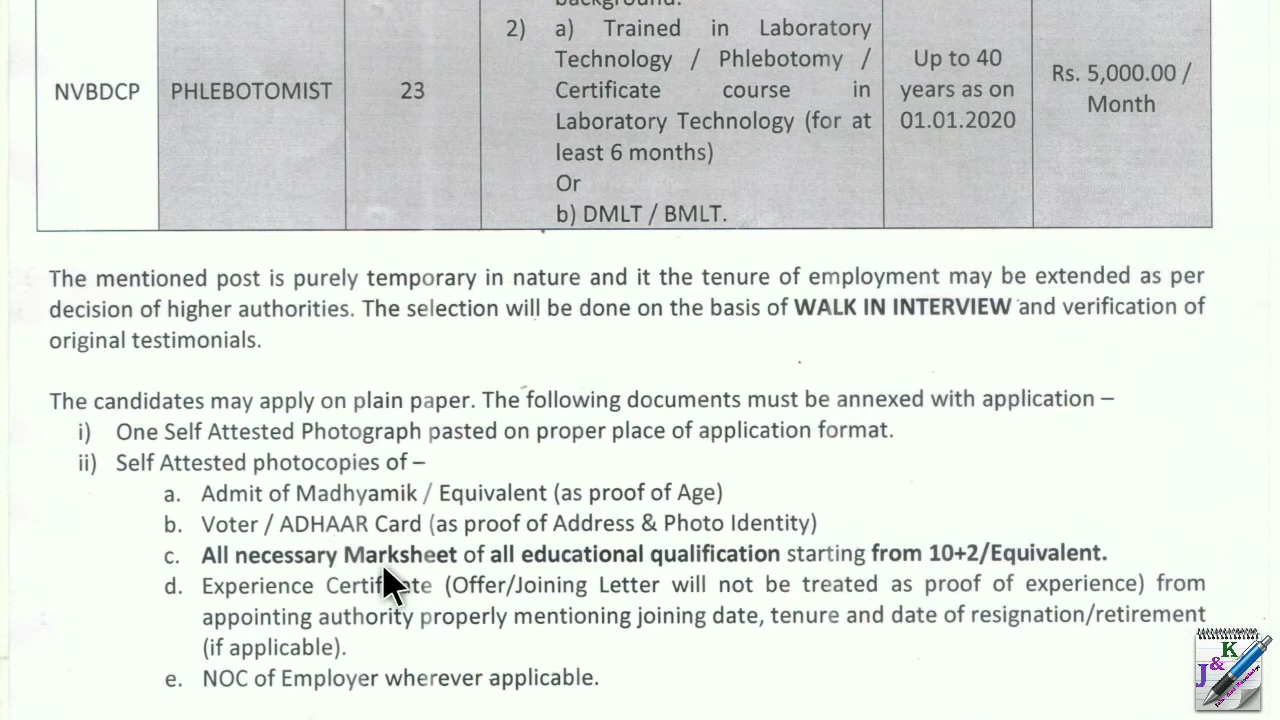 background.
2) a) Trained in Laboratory
Technology / Phlebotomy /
Certificate course in
Laboratory Technology (for at
least 6 months)
Or
b) DMLT / BMLT.
NVBDCP
PHLEBOTOMIST
23
Up to 40
years as on
01.01.2020
Rs. 5,000.00 /
Month
The mentioned post is purely temporary in nature and it the tenure of employment may be extended as per
decision of higher authorities. The selection will be done on the basis of WALK IN INTERVIEW and verification of
original testimonials.
The candidates may apply on plain paper. The following documents must be annexed with application –
i) One Self Attested Photograph pasted on proper place of application format.
ii) Self Attested photocopies of –
a. Admit of Madhyamik / Equivalent (as proof of Age)
b. Voter / ADHAAR Card (as proof of Address & Photo Identity)
c. All necessary Marksheet of all educational qualification starting from 10+2/Equivalent.
d. Experience Certificate (Offer/Joining Letter will not be treated as proof of experience) from
appointing authority properly mentioning joining date, tenure and date of resignation/retirement
(if applicable).
e. NOC of Employer wherever applicable.
J&K